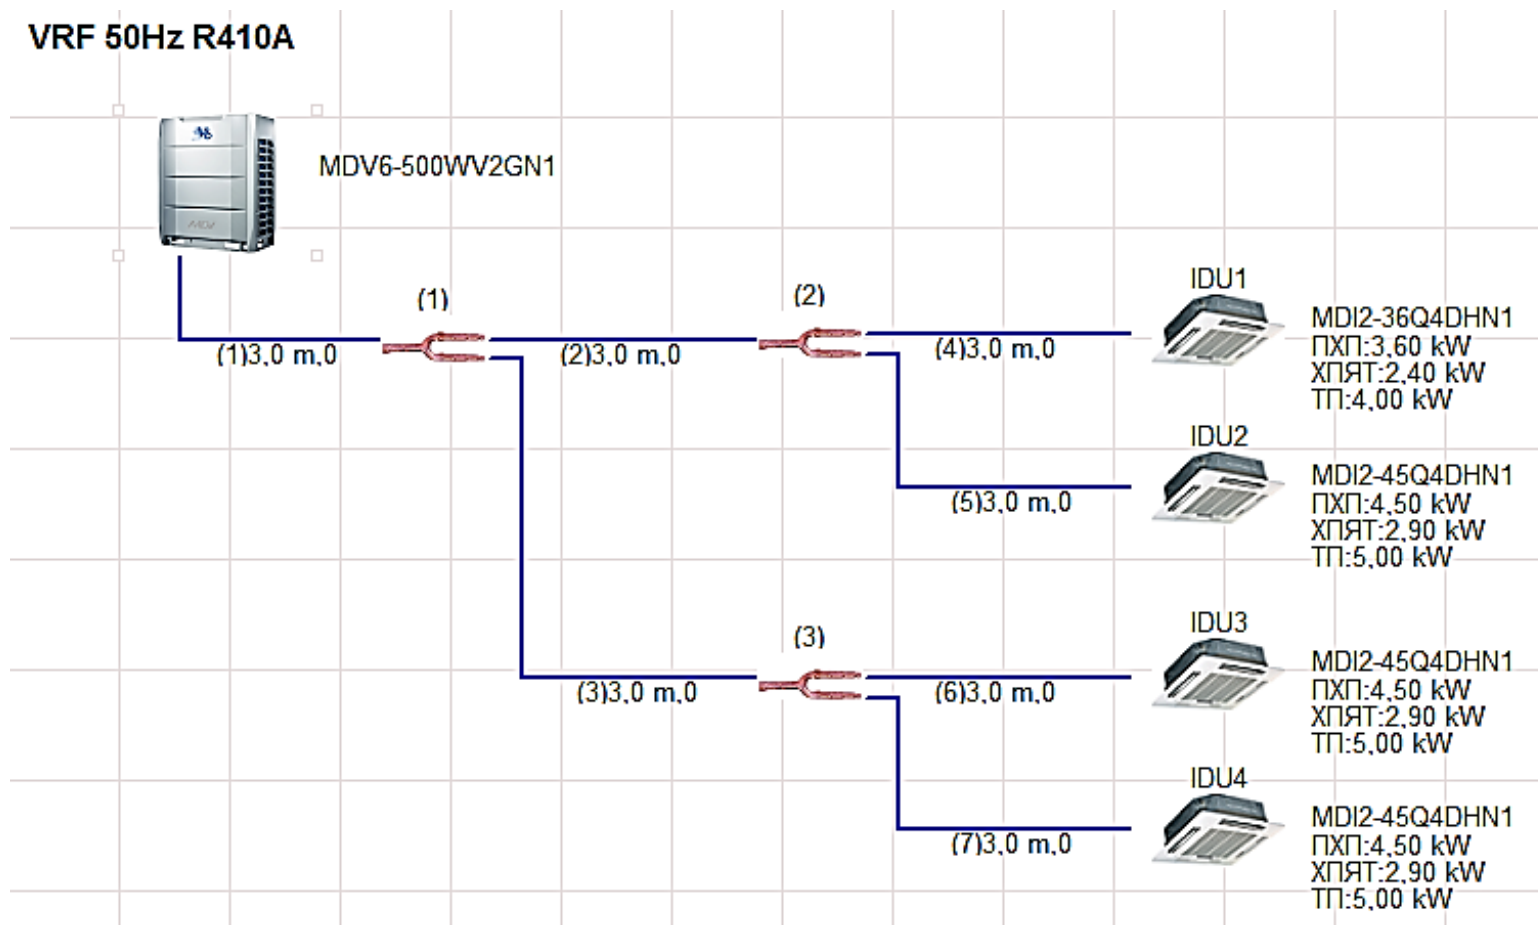 VRF 50Hz R410A
MDV6-500WV2GN1
MDV
(1)
(2)
(1)3,0 m,0
(2)3,0 m,0
(4)3,0 m,0
IDU1
MDI2-36Q4DHN1
ПХП:3,60 kW
ХПЯТ:2,40 kW
ТП:4,00 kW
(5)3,0 m,0
IDU2
MDI2-45Q4DHN1
ПХП:4,50 kW
ХПЯТ:2,90 kW
ТП:5,00 kW
(3)
(3)3,0 m,0
(6)3,0 m,0
IDU3
MDI2-45Q4DHN1
ПХП:4,50 kW
ХПЯТ:2,90 kW
ТП:5,00 kW
(7)3,0 m,0
IDU4
MDI2-45Q4DHN1
ПХП:4,50 kW
ХПЯТ:2,90 kW
ТП:5,00 kW